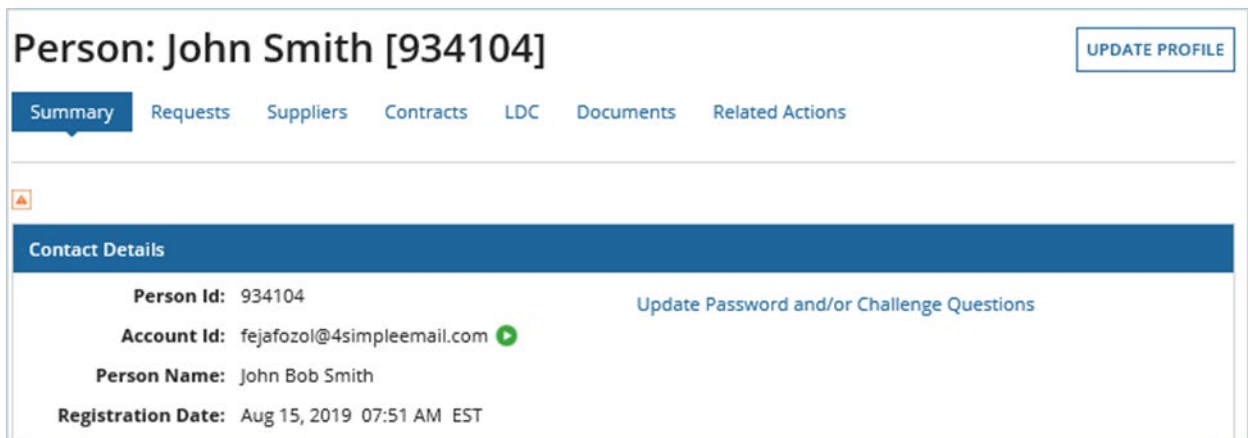 Person: John Smith [934104]
UPDATE PROFILE
Summary Requests Suppliers Contracts LDC Documents Related Actions
Contact Details
Person Id: 934104
Update Password and/or Challenge Questions
Account Id: fejafozol@4simpleemail.com
Person Name: John Bob Smith
Registration Date: Aug 15, 2019 07:51 AM EST